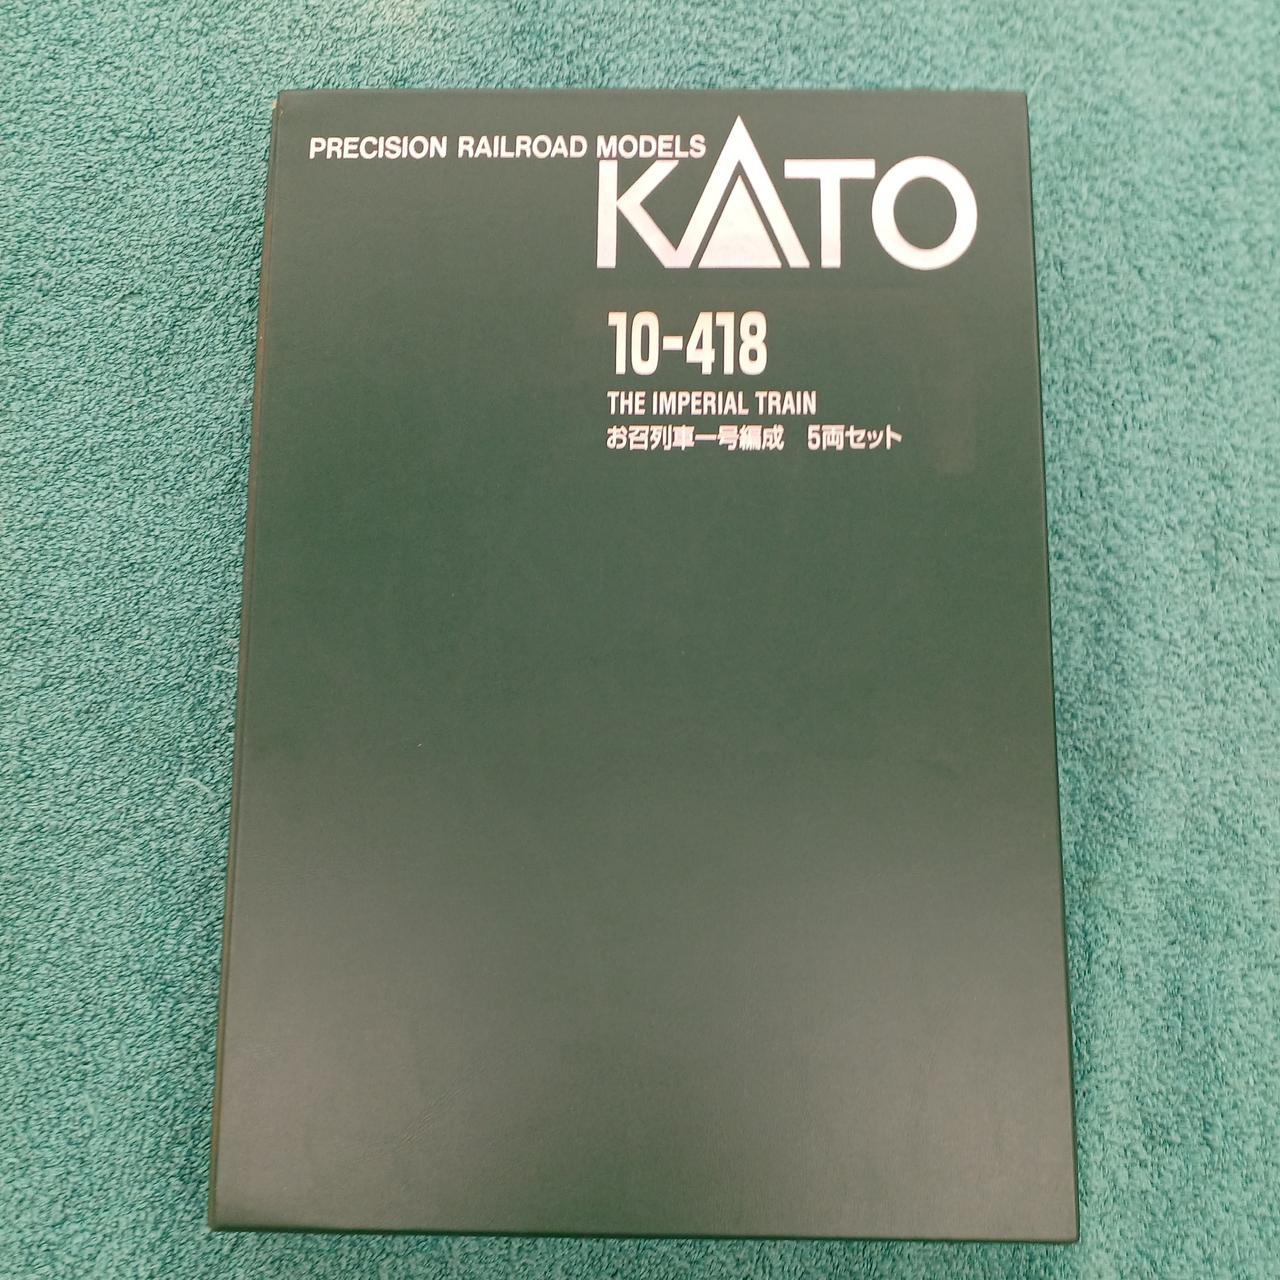 PRECISION RAILROAD MODELS
KATO
10-418
THE IMPERIAL TRAIN
お召列車一号編成 5両セット